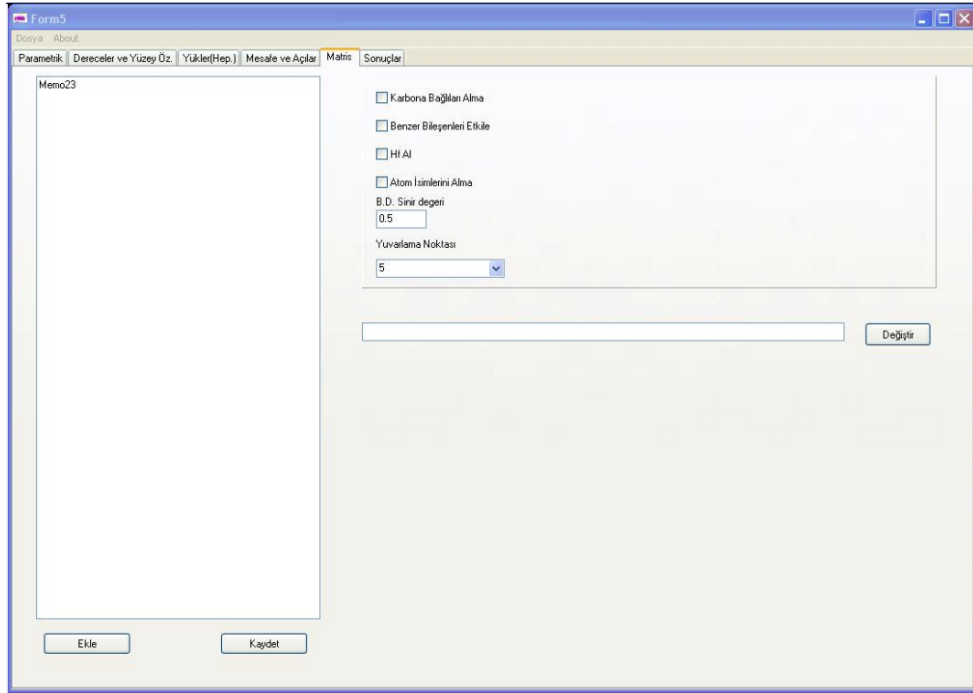 Form5
Dosya About
Parametrik Dereceler ve Yüzey Öz. Yükler(Hep.) Mesafe ve Açılar Matris Sonuçlar
Memo23
Karbona Bağlıları Alma
Benzer Bileşenleri Etkile
Hf Al
Atom İsimlerini Alma
B.D. Sinir degeri
0.5
Yuvarlama Noktası
5
Değiştir
Ekle Kaydet